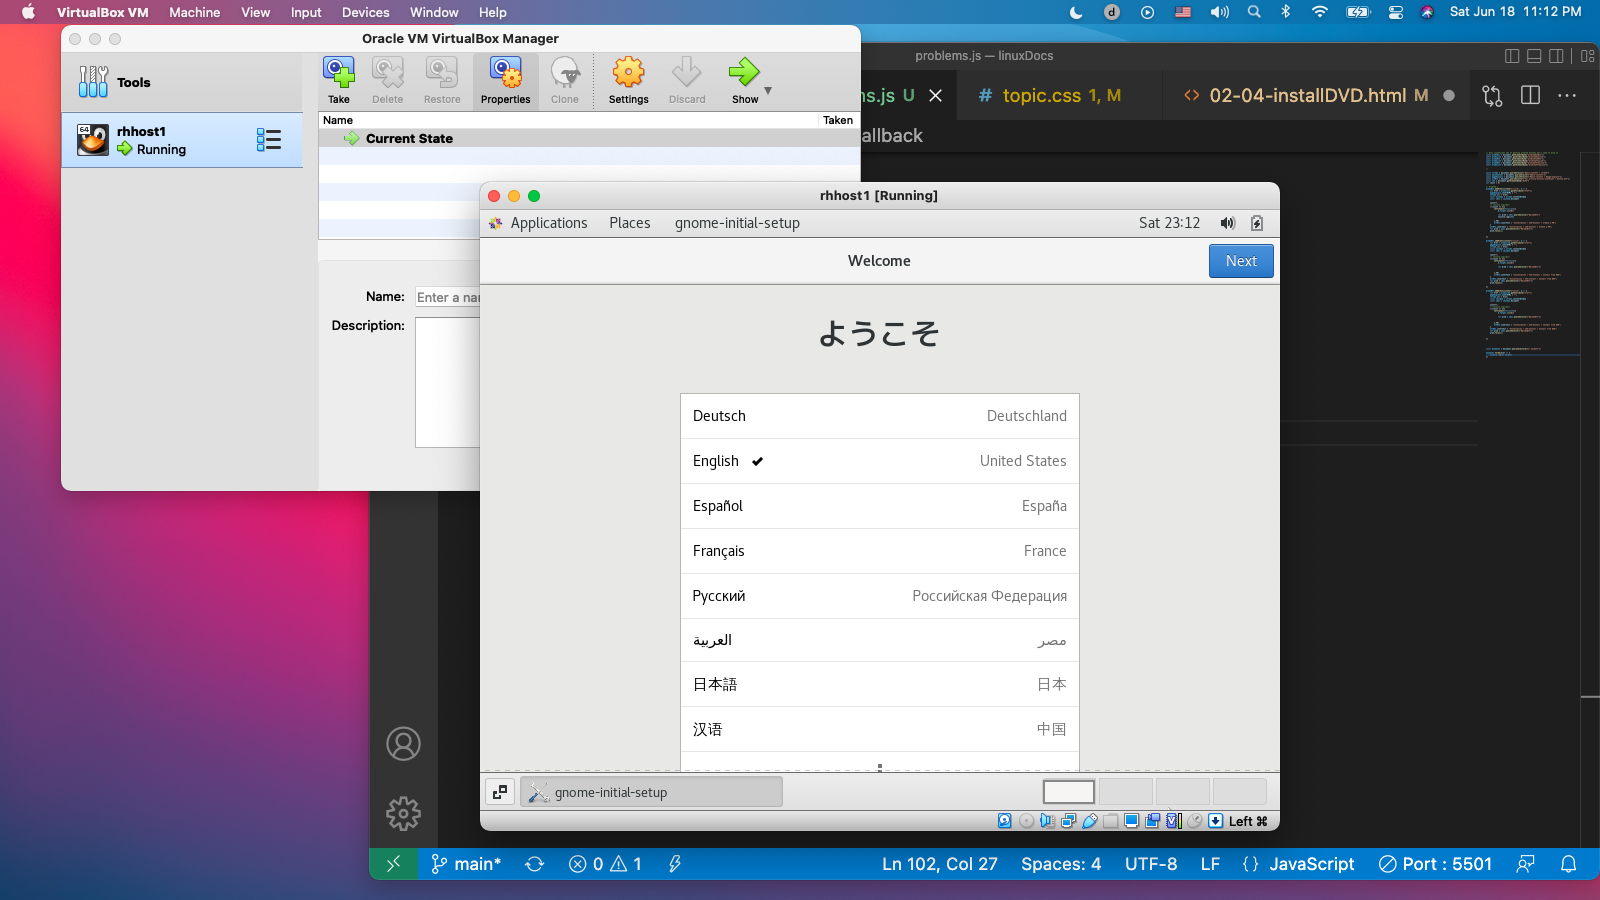 VirtualBox VM Machine View Input Devices Window Help
Sat Jun 18 11:12 PM
Oracle VM VirtualBox Manager
Tools
Take Delete Restore Properties Clone Settings Discard Show
64
rhhost1
Running
Name Taken
Current State
Name: Enter a na
Description:
problems.js — linuxDocs
s.js U
# topic.css 1, M
<> 02-04-installDVD.html M
allback
rhhost1 [Running]
Applications Places gnome-initial-setup Sat 23:12
Welcome
Next
ようこそ
Deutsch Deutschland
English United States
Español España
Français France
Русский Российская Федерация
العربية مصر
日本語 日本
汉语 中国
gnome-initial-setup
Left ⌘
main* 0 1 Ln 102, Col 27 Spaces: 4 UTF-8 LF {} JavaScript Port : 5501